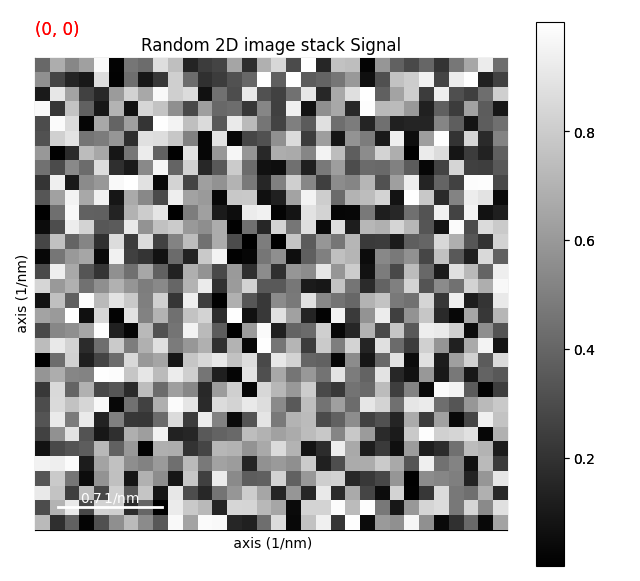 (0, 0)
Random 2D image stack Signal
0.8
0.6
0.4
0.2
axis (1/nm)
0.7 1/nm
axis (1/nm)